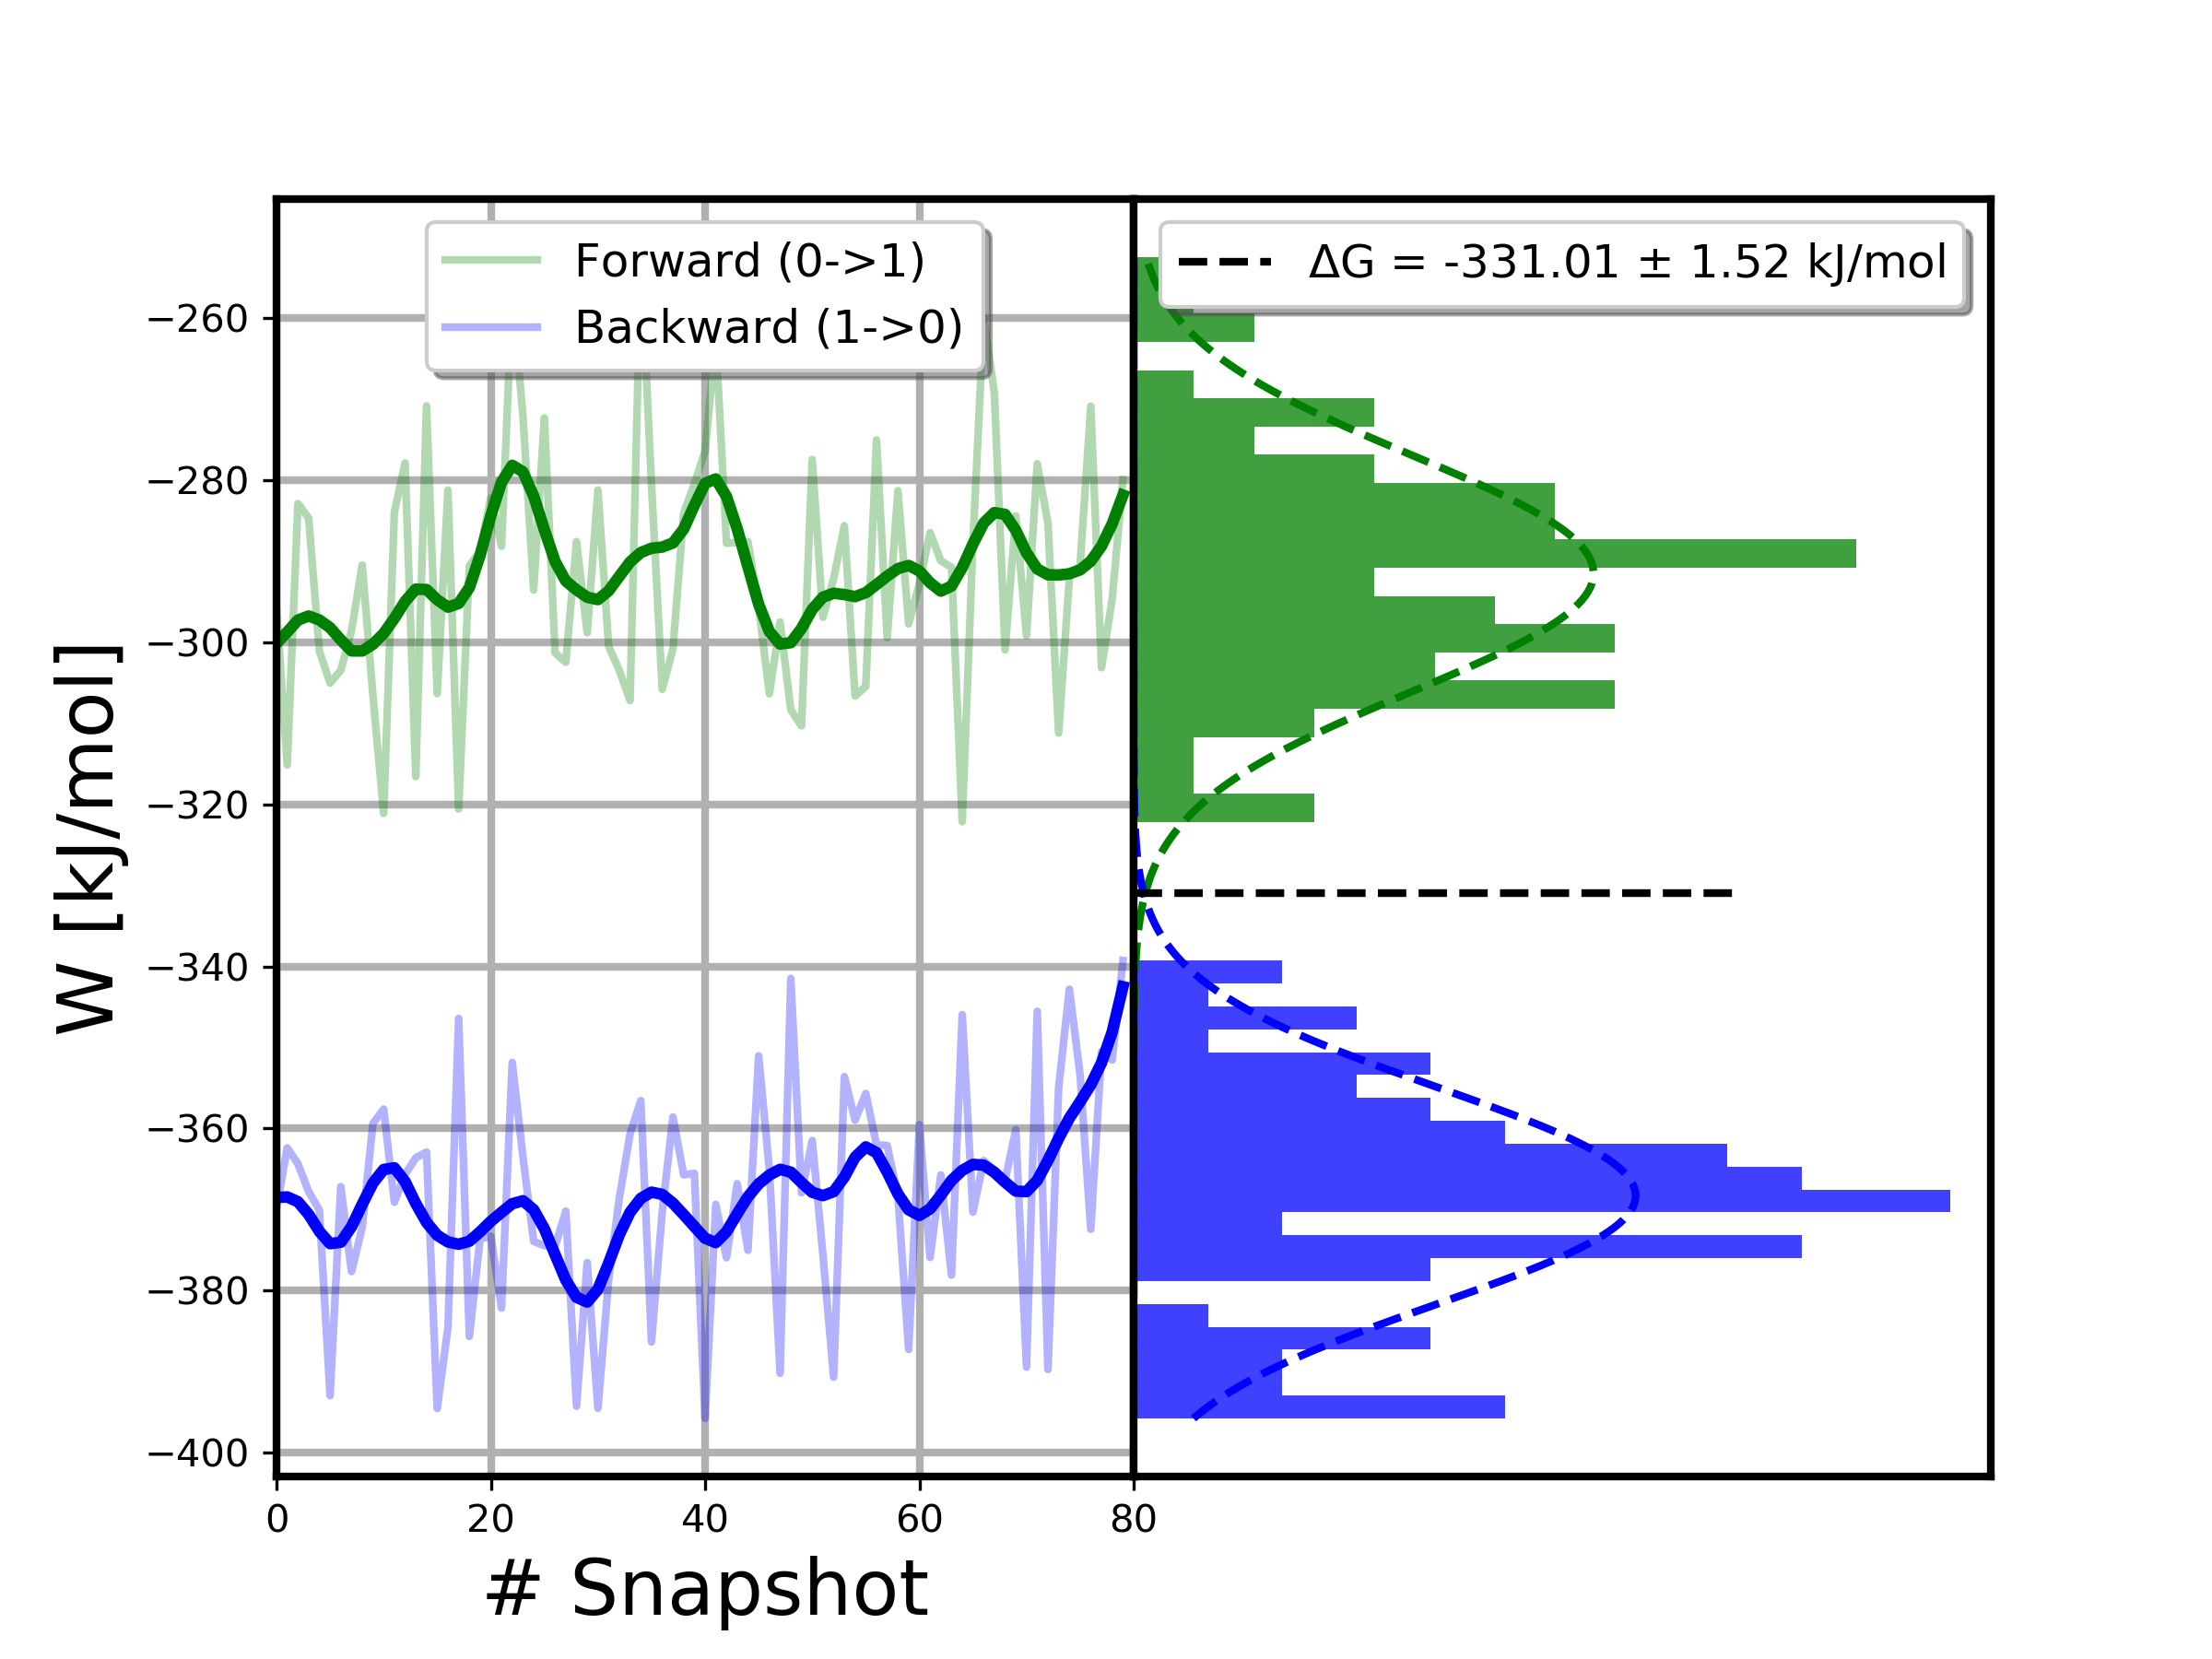 Forward (0->1)
Backward (1->0)
ΔG = -331.01 ± 1.52 kJ/mol
W [kJ/mol]
−260
−280
−300
−320
−340
−360
−380
−400
0 20 40 60 80
# Snapshot